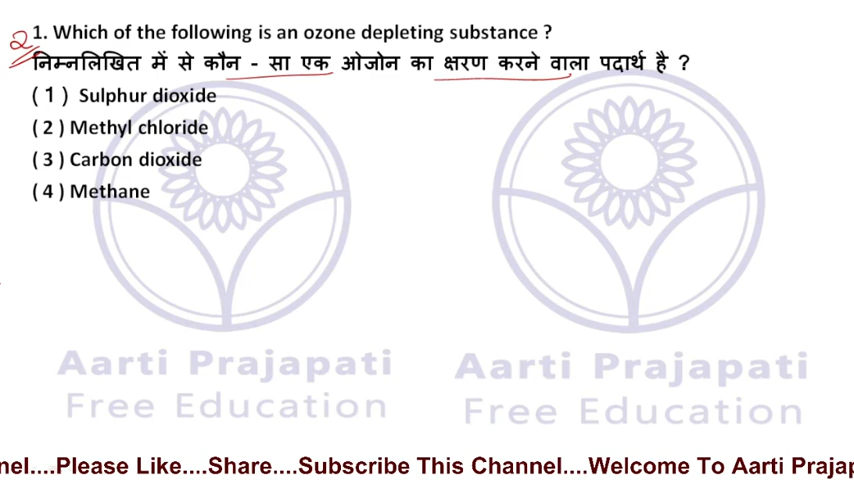 2
1. Which of the following is an ozone depleting substance ?
निम्नलिखित में से कौन - सा एक ओजोन का क्षरण करने वाला पदार्थ है ?
( 1 ) Sulphur dioxide
( 2 ) Methyl chloride
( 3 ) Carbon dioxide
( 4 ) Methane
Aarti Prajapati Aarti Prajapati
Free Education Free Education
nel....Please Like....Share....Subscribe This Channel....Welcome To Aarti Prajap